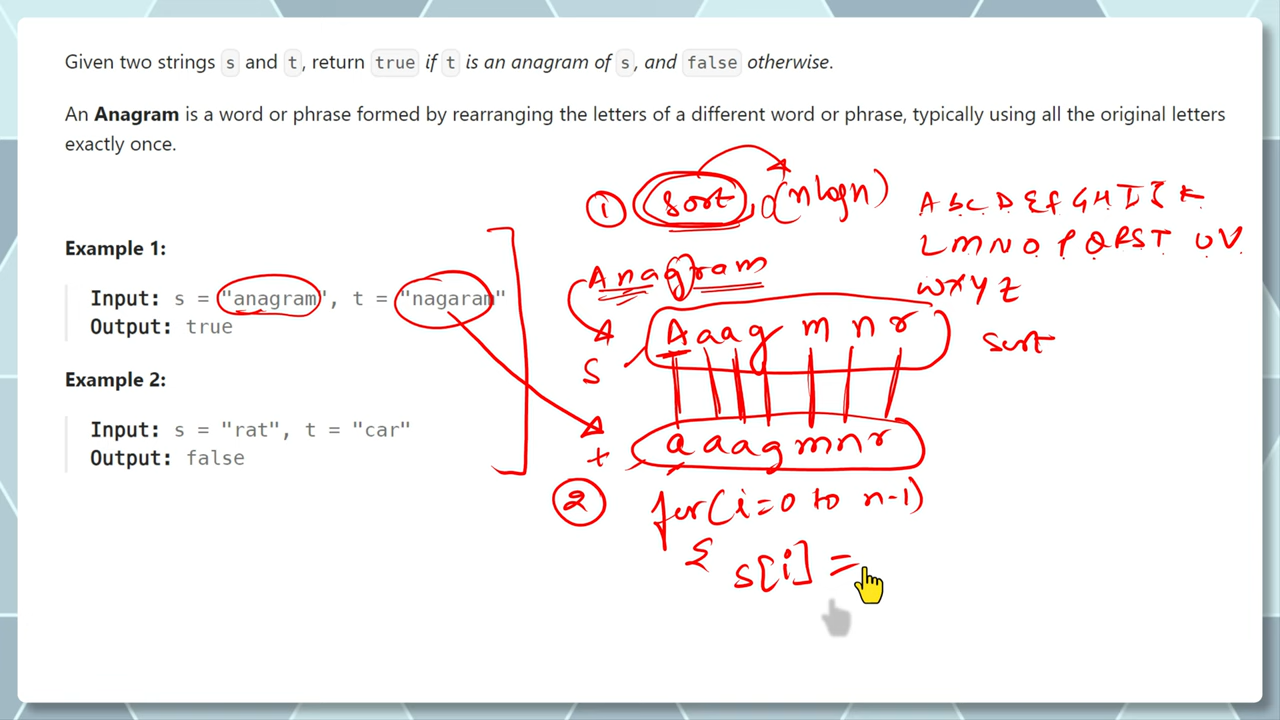 Given two strings s and t, return true if t is an anagram of s, and false otherwise.
An Anagram is a word or phrase formed by rearranging the letters of a different word or phrase, typically using all the original letters
exactly once.
Example 1:
Input: s = "anagram", t = "nagaram"
Output: true
Example 2:
Input: s = "rat", t = "car"
Output: false
① Sort, O(nlogn)
Anagram
S
A a a g m n r
t
a a a g m n r
② for(i=0 to n-1)
{ s[i] =
A B C D E F G H I J K
L M N O P Q R S T U V
W X Y Z
Sort